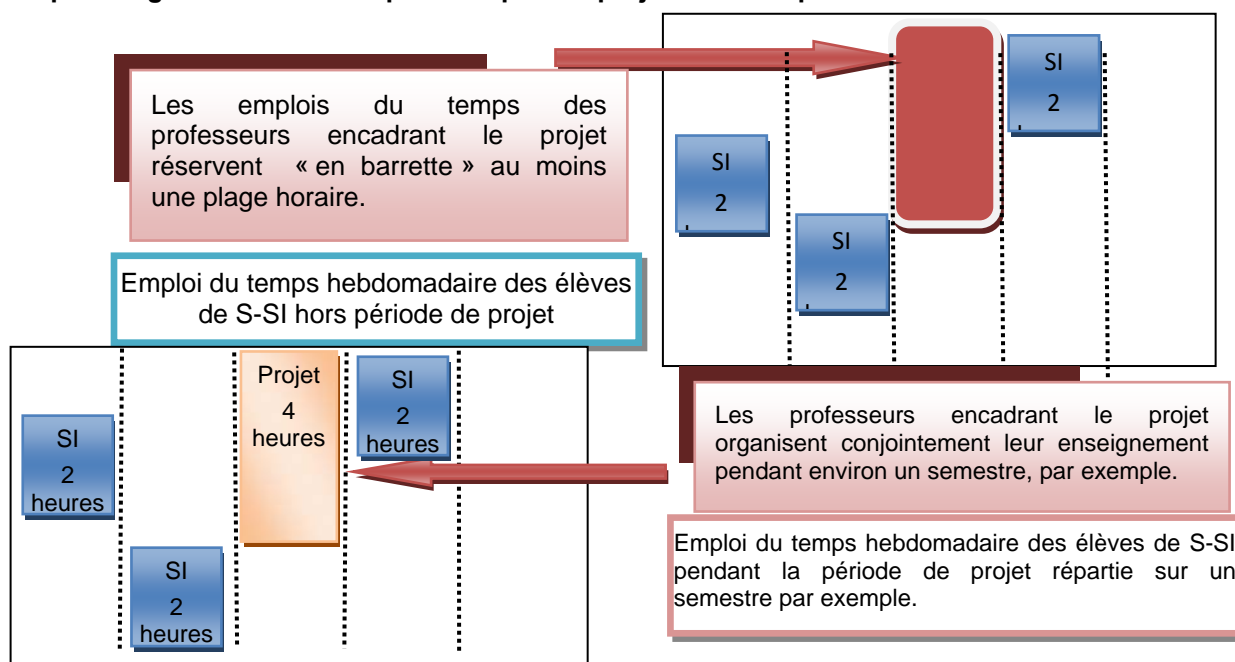 Les emplois du temps des
professeurs encadrant le projet
réservent « en barrette » au moins
une plage horaire.
SI
2
SI
2
SI
2
Emploi du temps hebdomadaire des élèves
de S-SI hors période de projet
SI
2
heures
SI
2
heures
Projet
4
heures
SI
2
heures
Les professeurs encadrant le projet
organisent conjointement leur enseignement
pendant environ un semestre, par exemple.
Emploi du temps hebdomadaire des élèves de S-SI
pendant la période de projet répartie sur un
semestre par exemple.